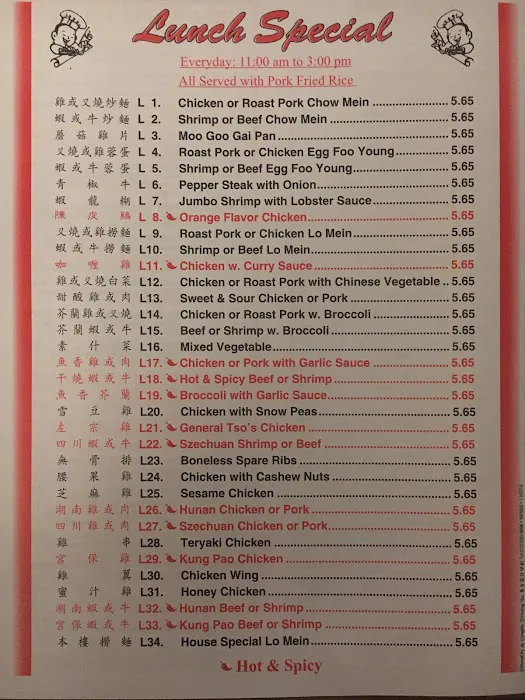 Lunch Special
Everyday: 11:00 am to 3:00 pm
All Served with Pork Fried Rice
雞或叉燒炒麵 L 1. Chicken or Roast Pork Chow Mein 5.65
蝦或牛炒麵 L 2. Shrimp or Beef Chow Mein 5.65
蘑菇雞片 L 3. Moo Goo Gai Pan 5.65
叉燒或雞蓉蛋 L 4. Roast Pork or Chicken Egg Foo Young 5.65
蝦或牛蓉蛋 L 5. Shrimp or Beef Egg Foo Young 5.65
青椒牛 L 6. Pepper Steak with Onion 5.65
蝦龍糊 L 7. Jumbo Shrimp with Lobster Sauce 5.65
陳皮鷄 L 8. Orange Flavor Chicken 5.65
叉燒或雞撈麵 L 9. Roast Pork or Chicken Lo Mein 5.65
蝦或牛撈麵 L10. Shrimp or Beef Lo Mein 5.65
咖喱雞 L11. Chicken w. Curry Sauce 5.65
雞或叉燒白菜 L12. Chicken or Roast Pork with Chinese Vegetable 5.65
甜酸雞或肉 L13. Sweet & Sour Chicken or Pork 5.65
芥蘭雞或叉燒 L14. Chicken or Roast Pork w. Broccoli 5.65
芥蘭蝦或牛 L15. Beef or Shrimp w. Broccoli 5.65
素什菜 L16. Mixed Vegetable 5.65
魚香雞或肉 L17. Chicken or Pork with Garlic Sauce 5.65
干燒蝦或牛 L18. Hot & Spicy Beef or Shrimp 5.65
魚香芥蘭 L19. Broccoli with Garlic Sauce 5.65
雪豆雞 L20. Chicken with Snow Peas 5.65
左宗雞 L21. General Tso's Chicken 5.65
四川蝦或牛 L22. Szechuan Shrimp or Beef 5.65
無骨排 L23. Boneless Spare Ribs 5.65
腰果雞 L24. Chicken with Cashew Nuts 5.65
芝麻雞 L25. Sesame Chicken 5.65
湖南雞或肉 L26. Hunan Chicken or Pork 5.65
四川雞或肉 L27. Szechuan Chicken or Pork 5.65
雞串 L28. Teryaki Chicken 5.65
宮保雞 L29. Kung Pao Chicken 5.65
雞翼 L30. Chicken Wing 5.65
蜜汁雞 L31. Honey Chicken 5.65
湖南蝦或牛 L32. Hunan Beef or Shrimp 5.65
宮保蝦或牛 L33. Kung Pao Beef or Shrimp 5.65
本樓撈麵 L34. House Special Lo Mein 5.65
Hot & Spicy